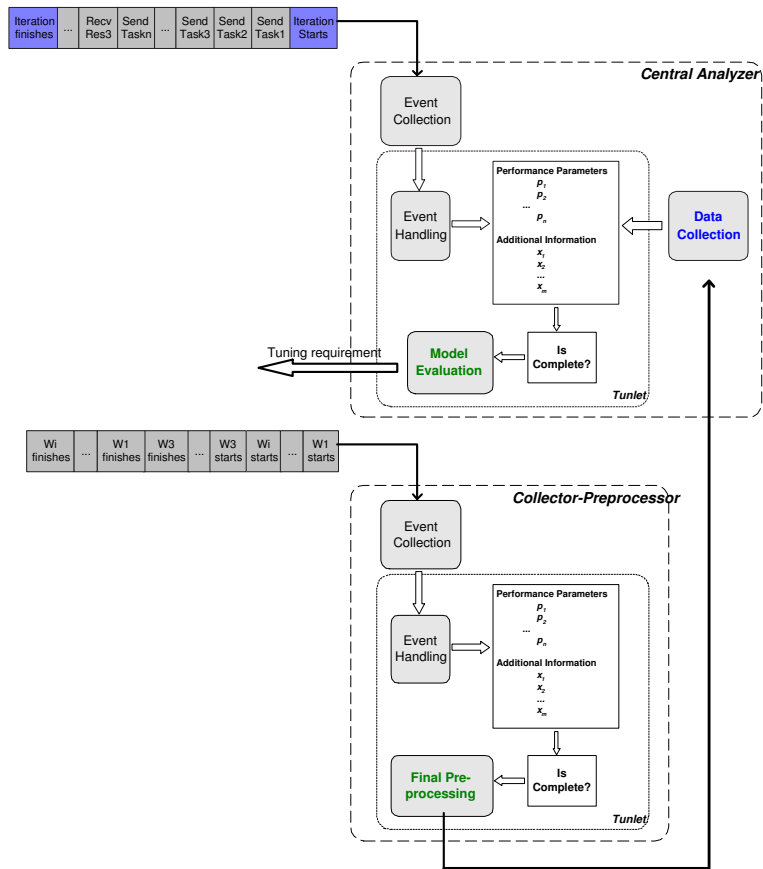 Iteration finishes
...
Recv Res3
Send Taskn
...
Send Task3
Send Task2
Send Task1
Iteration Starts
Central Analyzer
Event Collection
Event Handling
Performance Parameters
p1
p2
...
pn
Additional Information
x1
x2
...
xm
Data Collection
Is Complete?
Model Evaluation
Tuning requirement
Tunlet
Wi finishes
...
W1 finishes
W3 finishes
...
W3 starts
Wi starts
...
W1 starts
Collector-Preprocessor
Event Collection
Event Handling
Performance Parameters
p1
p2
...
pn
Additional Information
x1
x2
...
xm
Is Complete?
Final Pre-
processing
Tunlet